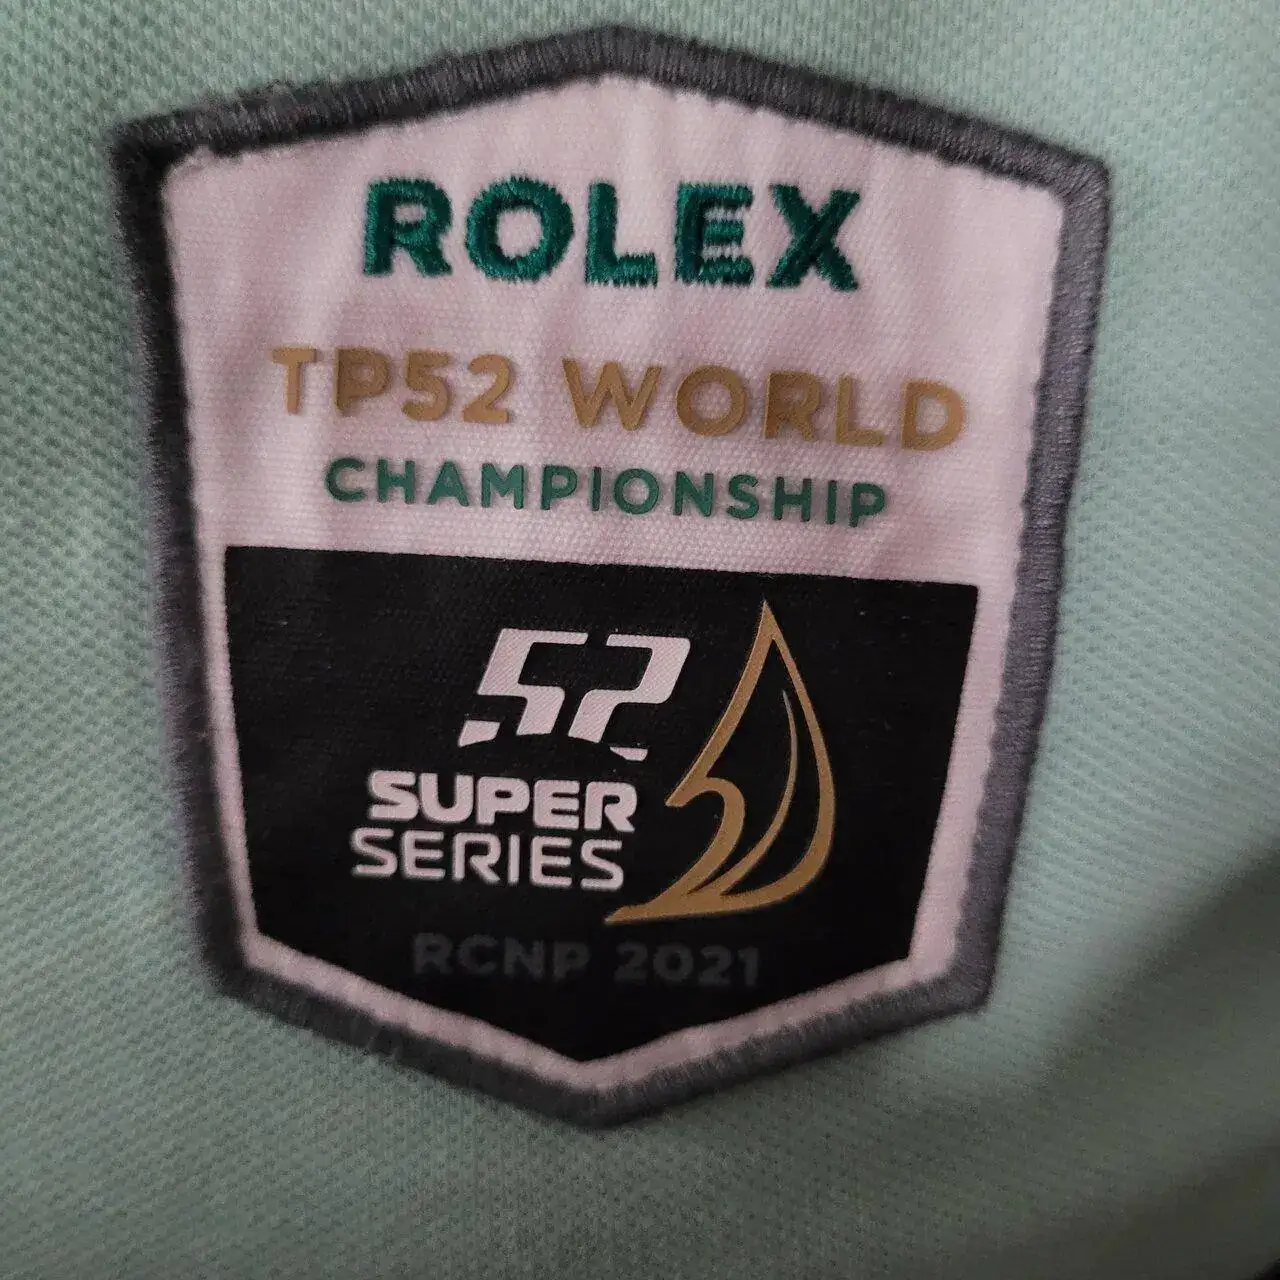 ROLEX
TP52 WORLD
CHAMPIONSHIP
52
SUPER
SERIES
RCNP 2021